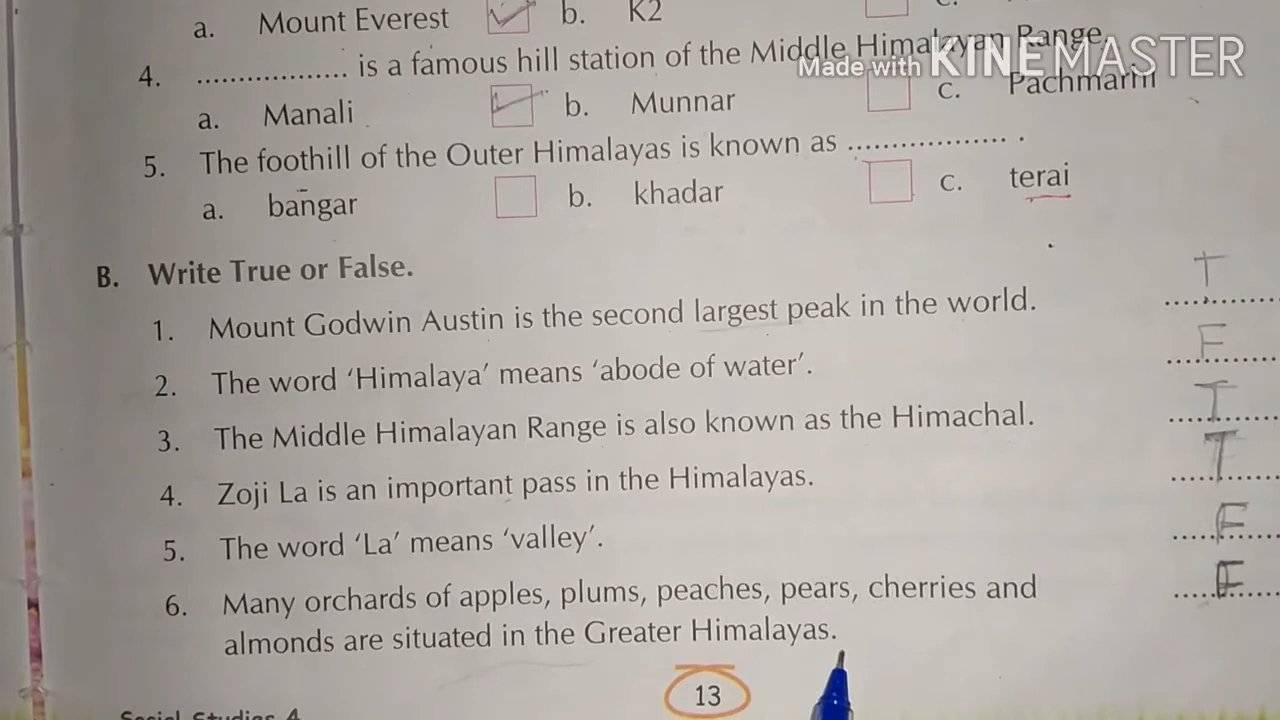 a. Mount Everest b. K2 c.
4. .................. is a famous hill station of the Middle Himalayan Range.
Made with KINEMASTER
a. Manali b. Munnar c. Pachmarhi
5. The foothill of the Outer Himalayas is known as ................... .
a. bangar b. khadar c. terai
B. Write True or False.
1. Mount Godwin Austin is the second largest peak in the world. T
2. The word ‘Himalaya’ means ‘abode of water’. F
3. The Middle Himalayan Range is also known as the Himachal. T
4. Zoji La is an important pass in the Himalayas. T
5. The word ‘La’ means ‘valley’. F
6. Many orchards of apples, plums, peaches, pears, cherries and F
almonds are situated in the Greater Himalayas.
13
Social Studies 4